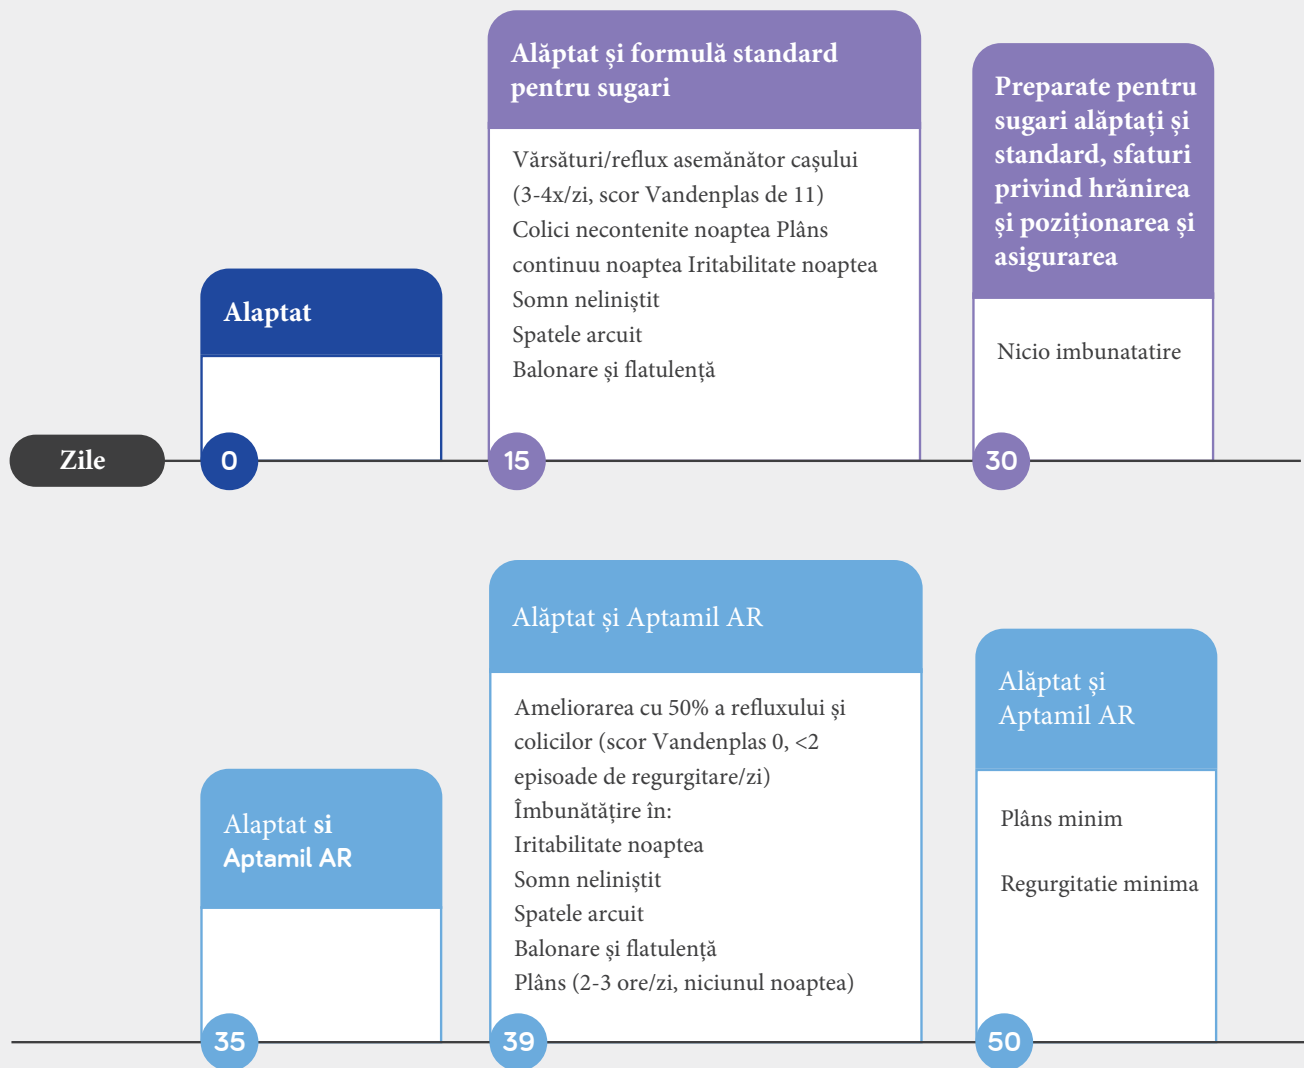 Alăptat și formulă standard
pentru sugari
Vărsături/reflux asemănător cașului
(3-4x/zi, scor Vandenplas de 11)
Colici necontenite noaptea Plâns
continuu noaptea Iritabilitate noaptea
Somn neliniștit
Spatele arcuit
Balonare și flatulență
Preparate pentru
sugari alăptați și
standard, sfaturi
privind hrănirea
și poziționarea și
asigurarea
Nicio imbunatatire
Alaptat
Zile
0
15
30
Alaptat si
Aptamil AR
Alăptat și Aptamil AR
Ameliorarea cu 50% a refluxului și
colicilor (scor Vandenplas 0, <2
episoade de regurgitare/zi)
Îmbunătățire în:
Iritabilitate noaptea
Somn neliniștit
Spatele arcuit
Balonare și flatulență
Plâns (2-3 ore/zi, niciunul noaptea)
Alăptat și
Aptamil AR
Plâns minim
Regurgitatie minima
35
39
50